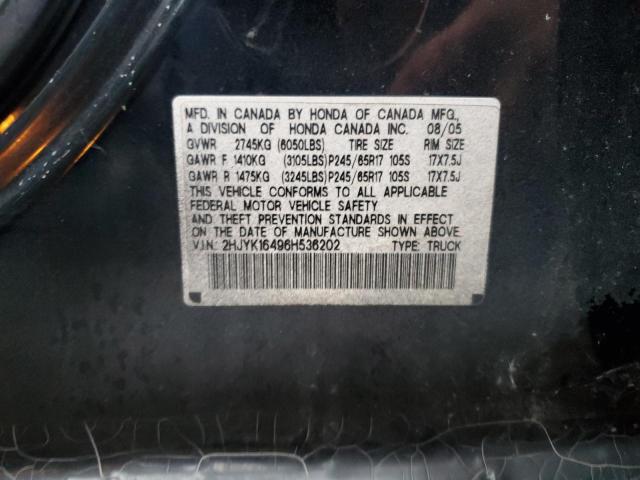 MFD. IN CANADA BY HONDA OF CANADA MFG.,
A DIVISION OF HONDA CANADA INC. 08/05
GVWR 2745KG (6050LBS) TIRE SIZE RIM SIZE
GAWR F 1410KG (3105LBS)P245/65R17 105S 17X7.5J
GAWR R 1475KG (3245LBS)P245/65R17 105S 17X7.5J
THIS VEHICLE CONFORMS TO ALL APPLICABLE
FEDERAL MOTOR VEHICLE SAFETY
AND THEFT PREVENTION STANDARDS IN EFFECT
ON THE DATE OF MANUFACTURE SHOWN ABOVE.
V.I.N: 2HJYK16496H536202 TYPE: TRUCK